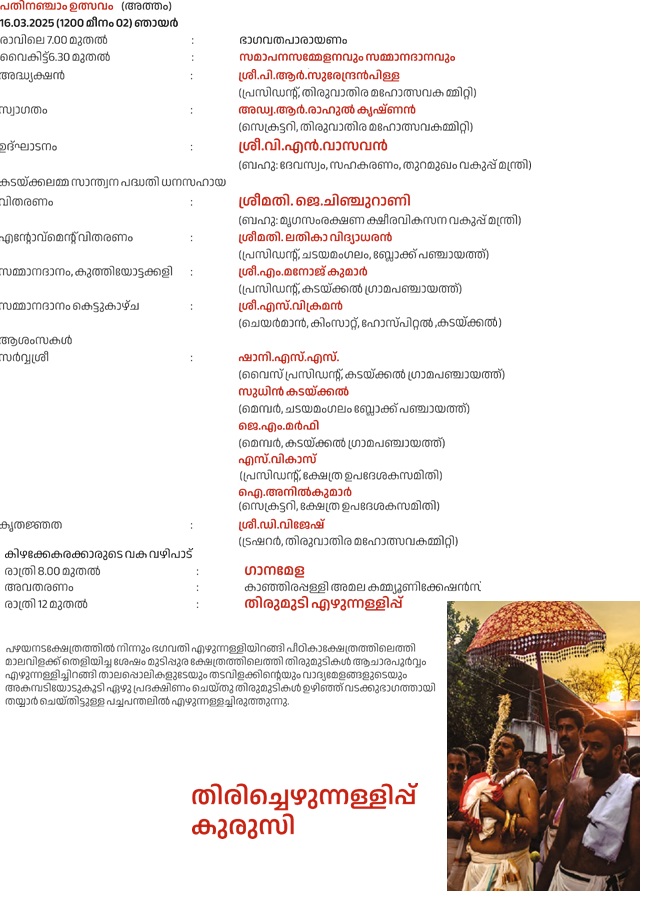 പതിനഞ്ചാം ഉത്സവം (അത്തം)
16.03.2025 (1200 മീനം 02) ഞായർ
രാവിലെ 7.00 മുതൽ : ഭാഗവതപാരായണം
വൈകിട്ട്6.30 മുതൽ : സമാപനസമ്മേളനവും സമ്മാനദാനവും
അദ്ധ്യക്ഷൻ : ശ്രീ.പി.ആർ.സുരേന്ദ്രൻപിള്ള
(പ്രസിഡന്റ്, തിരുവാതിര മഹോത്സവക മ്മിറ്റി)
സ്വാഗതം : അഡ്വ.ആർ.രാഹുൽ കൃഷ്ണൻ
(സെക്രട്ടറി, തിരുവാതിര മഹോത്സവകമ്മിറ്റി)
ഉദ്ഘാടനം : ശ്രീ.വി.എൻ.വാസവൻ
(ബഹു: ദേവസ്വം, സഹകരണം, തുറമുഖം വകുപ്പ് മന്ത്രി)
കടയ്ക്കലമ്മ സാന്ത്വന പദ്ധതി ധനസഹായ
വിതരണം : ശ്രീമതി. ജെ.ചിഞ്ചുറാണി
(ബഹു: മൃഗസംരക്ഷണ ക്ഷീരവികസന വകുപ്പ് മന്ത്രി)
എന്റോവ്മെന്റ് വിതരണം : ശ്രീമതി. ലതികാ വിദ്യാധരൻ
(പ്രസിഡന്റ്, ചടയമംഗലം, ബ്ലോക്ക് പഞ്ചായത്ത്)
സമ്മാനദാനം, കുത്തിയോട്ടക്കളി : ശ്രീ.എം.മനോജ് കുമാർ
(പ്രസിഡന്റ്, കടയ്ക്കൽ ഗ്രാമപഞ്ചായത്ത്)
സമ്മാനദാനം കെട്ടുകാഴ്ച : ശ്രീ.എസ്.വിക്രമൻ
(ചെയർമാൻ, കിംസാറ്റ്, ഹോസ്പിറ്റൽ ,കടയ്ക്കൽ)
ആശംസകൾ
സർവ്വശ്രീ : ഷാനി.എസ്.എസ്.
(വൈസ് പ്രസിഡന്റ്, കടയ്ക്കൽ ഗ്രാമപഞ്ചായത്ത്)
സുധിൻ കടയ്ക്കൽ
(മെമ്പർ, ചടയമംഗലം ബ്ലോക്ക് പഞ്ചായത്ത്)
ജെ.എം.മർഫി
(മെമ്പർ, കടയ്ക്കൽ ഗ്രാമപഞ്ചായത്ത്)
എസ്.വികാസ്
(പ്രസിഡന്റ്, ക്ഷേത്ര ഉപദേശകസമിതി)
ഐ.അനിൽകുമാർ
(സെക്രട്ടറി, ക്ഷേത്ര ഉപദേശകസമിതി)
കൃതജ്ഞത : ശ്രീ.ഡി.വിജേഷ്
(ട്രഷറർ, തിരുവാതിര മഹോത്സവകമ്മിറ്റി)
കിഴക്കേകരക്കാരുടെ വക വഴിപാട്
രാത്രി 8.00 മുതൽ : ഗാനമേള
അവതരണം : കാഞ്ഞിരപ്പള്ളി അമല കമ്മ്യൂണിക്കേഷൻസ്
രാത്രി 12 മുതൽ : തിരുമുടി എഴുന്നള്ളിപ്പ്
പഴയനടക്ഷേത്രത്തിൽ നിന്നും ഭഗവതി എഴുന്നള്ളിയിറങ്ങി പീഠികാക്ഷേത്രത്തിലെത്തി
മാലവിളക്ക് തെളിയിച്ച ശേഷം മുടിപ്പുര ക്ഷേത്രത്തിലെത്തി തിരുമുടികൾ ആചാരപൂർവ്വം
എഴുന്നള്ളിച്ചിറങ്ങി താലപ്പൊലികളുടേയും തടവിളക്കിന്റെയും വാദ്യമേളങ്ങളുടെയും
അകമ്പടിയോടുകൂടി ഏഴു പ്രദക്ഷിണം ചെയ്തു തിരുമുടികൾ ഉഴിഞ്ഞ് വടക്കുഭാഗത്തായി
തയ്യാർ ചെയ്തിട്ടുള്ള പച്ചപന്തലിൽ എഴുന്നള്ളിച്ചിരുത്തുന്നു.
തിരിച്ചെഴുന്നള്ളിപ്പ്
കുരുസി